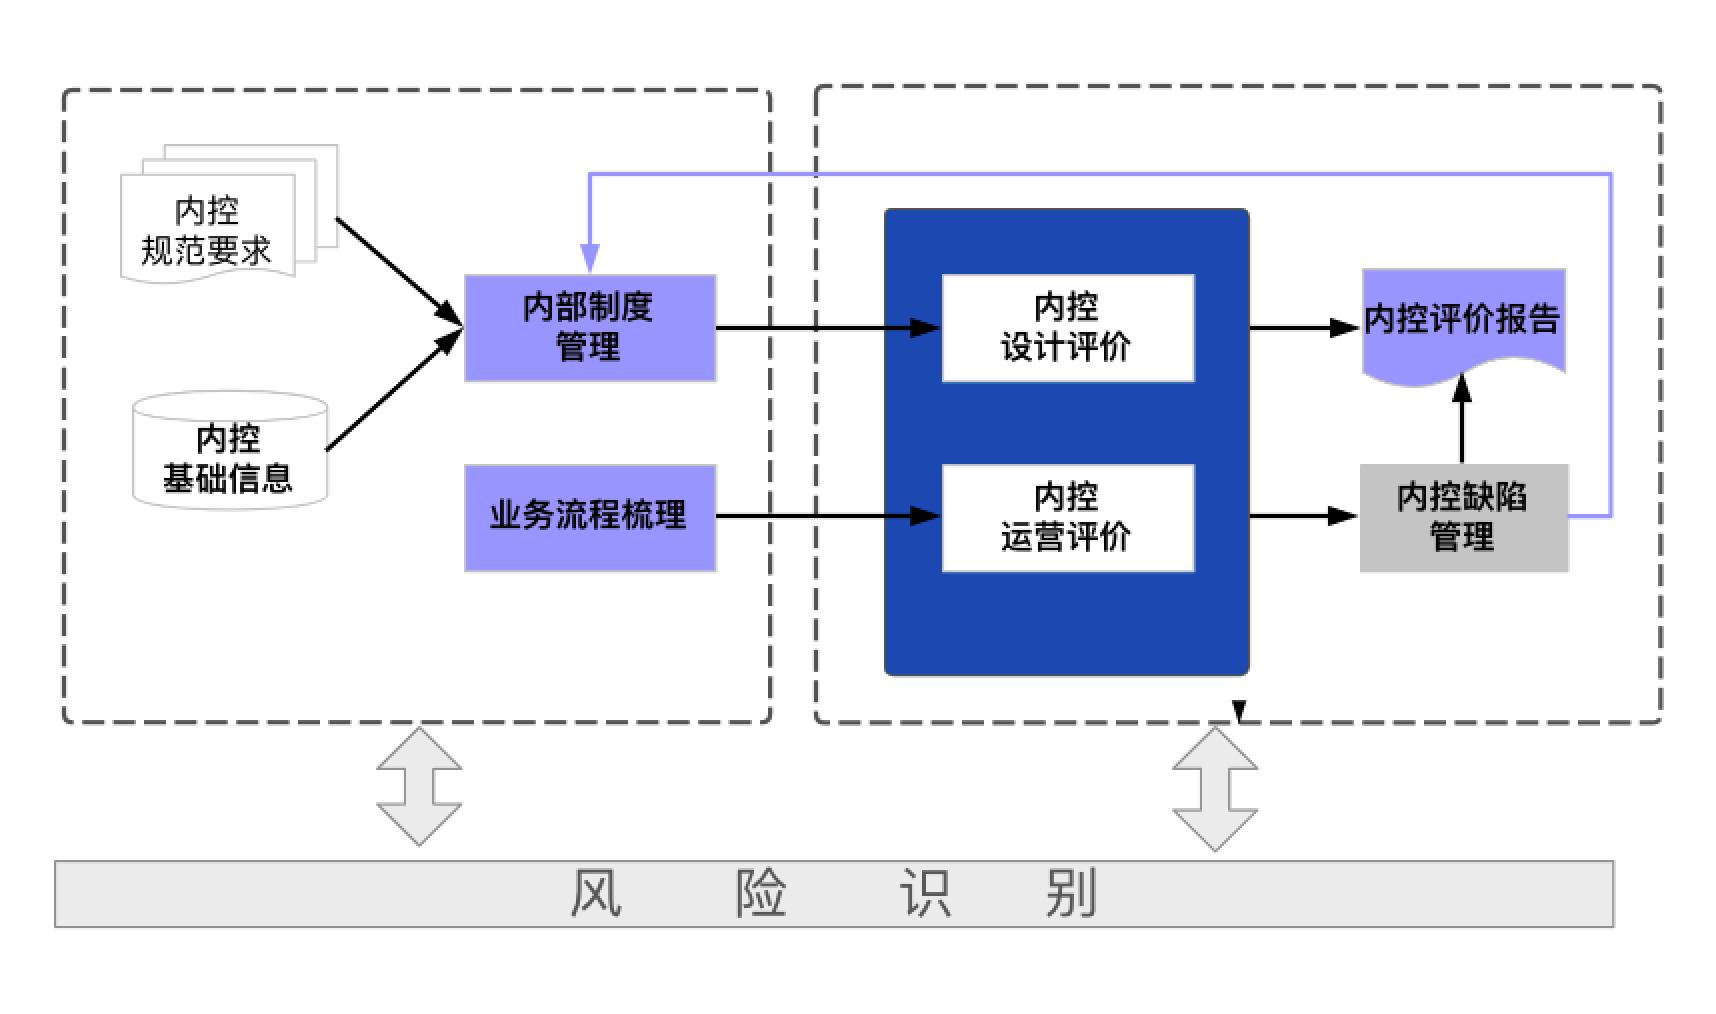 内控
规范要求
内控
基础信息
内部制度
管理
业务流程梳理
内控
设计评价
内控
运营评价
内控评价报告
内控缺陷
管理
风 险 识 别